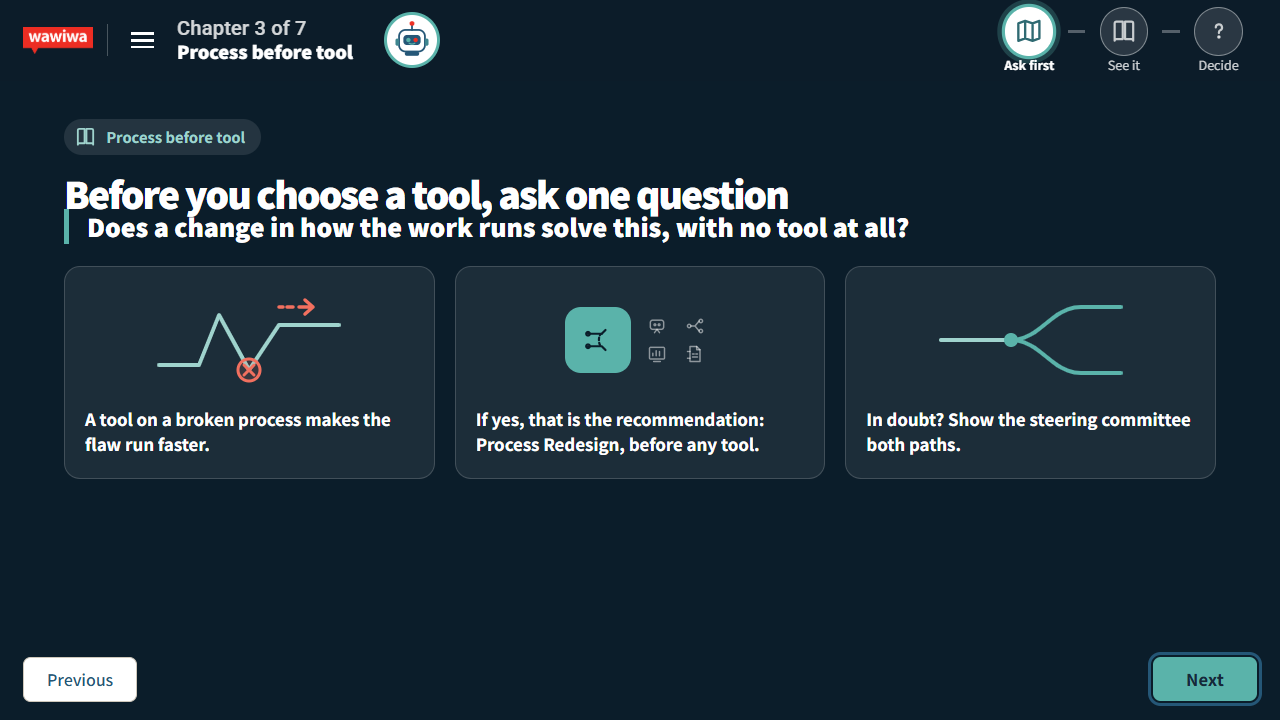 wawiwa
Chapter 3 of 7
Process before tool
Ask first
See it
?
Decide
Process before tool
Before you choose a tool, ask one question
Does a change in how the work runs solve this, with no tool at all?
A tool on a broken process makes the
flaw run faster.
If yes, that is the recommendation:
Process Redesign, before any tool.
In doubt? Show the steering committee
both paths.
Previous
Next